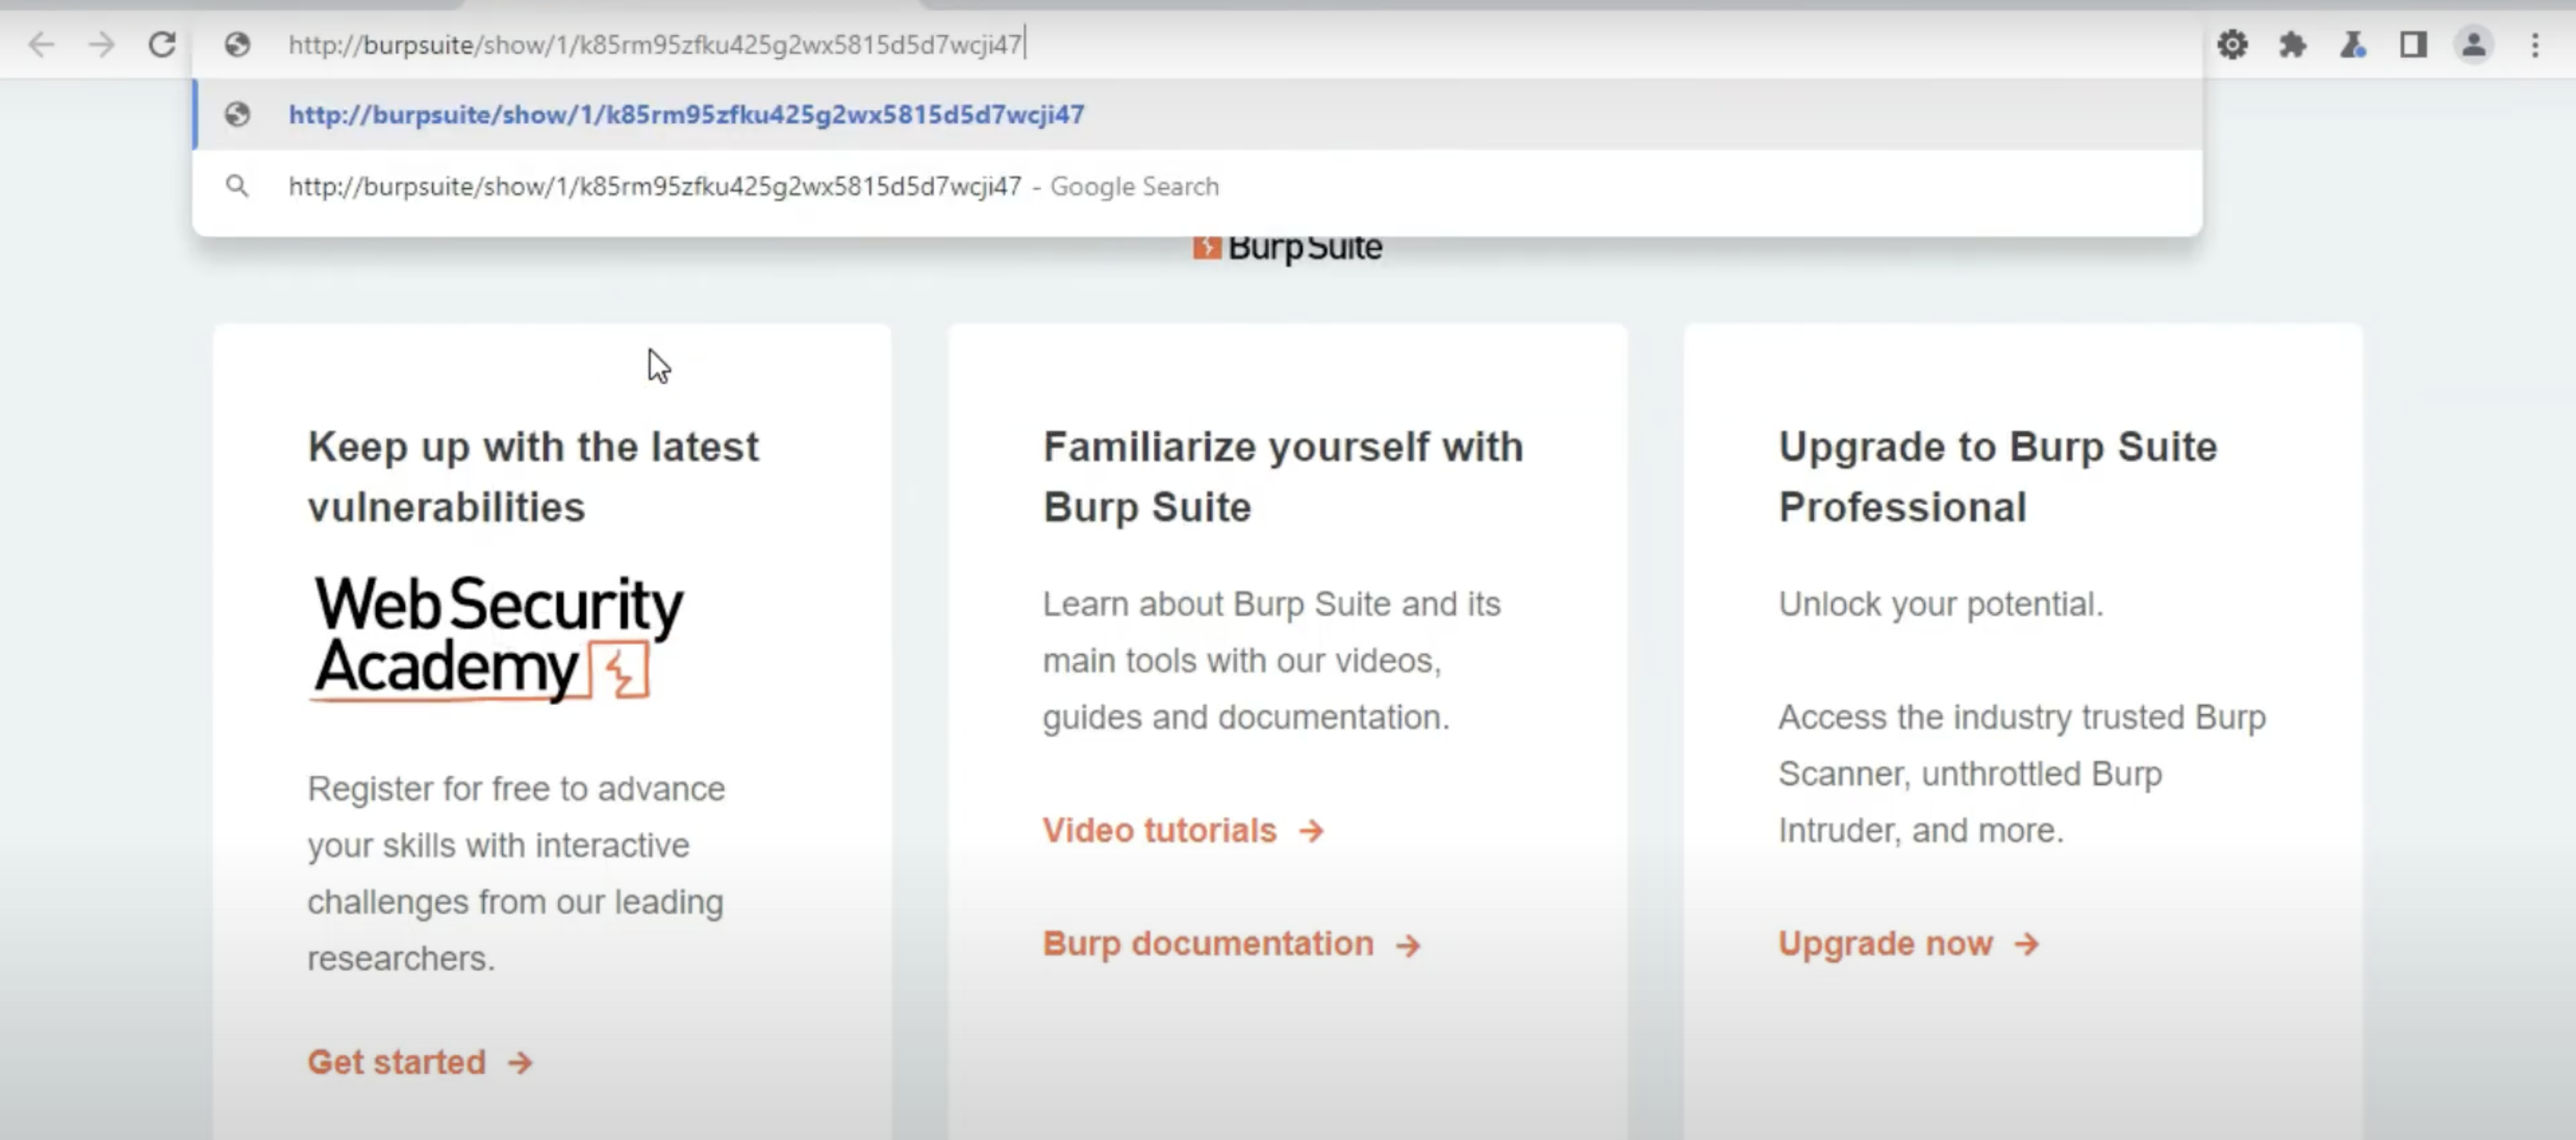 http://burpsuite/show/1/k85rm95zfku425g2wx5815d5d7wcji47
http://burpsuite/show/1/k85rm95zfku425g2wx5815d5d7wcji47
http://burpsuite/show/1/k85rm95zfku425g2wx5815d5d7wcji47 - Google Search
Burp Suite
Keep up with the latest
vulnerabilities
Web Security
Academy
Register for free to advance
your skills with interactive
challenges from our leading
researchers.
Get started →
Familiarize yourself with
Burp Suite
Learn about Burp Suite and its
main tools with our videos,
guides and documentation.
Video tutorials →
Burp documentation →
Upgrade to Burp Suite
Professional
Unlock your potential.
Access the industry trusted Burp
Scanner, unthrottled Burp
Intruder, and more.
Upgrade now →